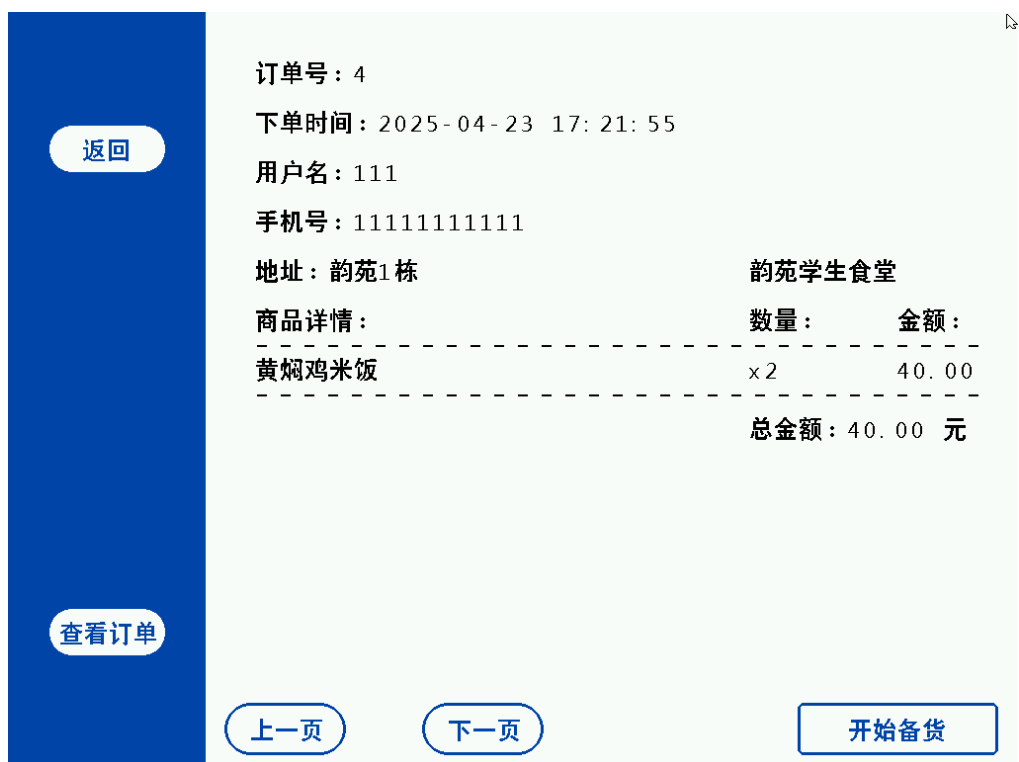 订单号：4
下单时间：2025-04-23 17:21:55
返回
用户名：111
手机号：11111111111
地址：韵苑1栋 韵苑学生食堂
商品详情： 数量： 金额：
黄焖鸡米饭 x2 40.00
总金额：40.00 元
查看订单
上一页 下一页 开始备货